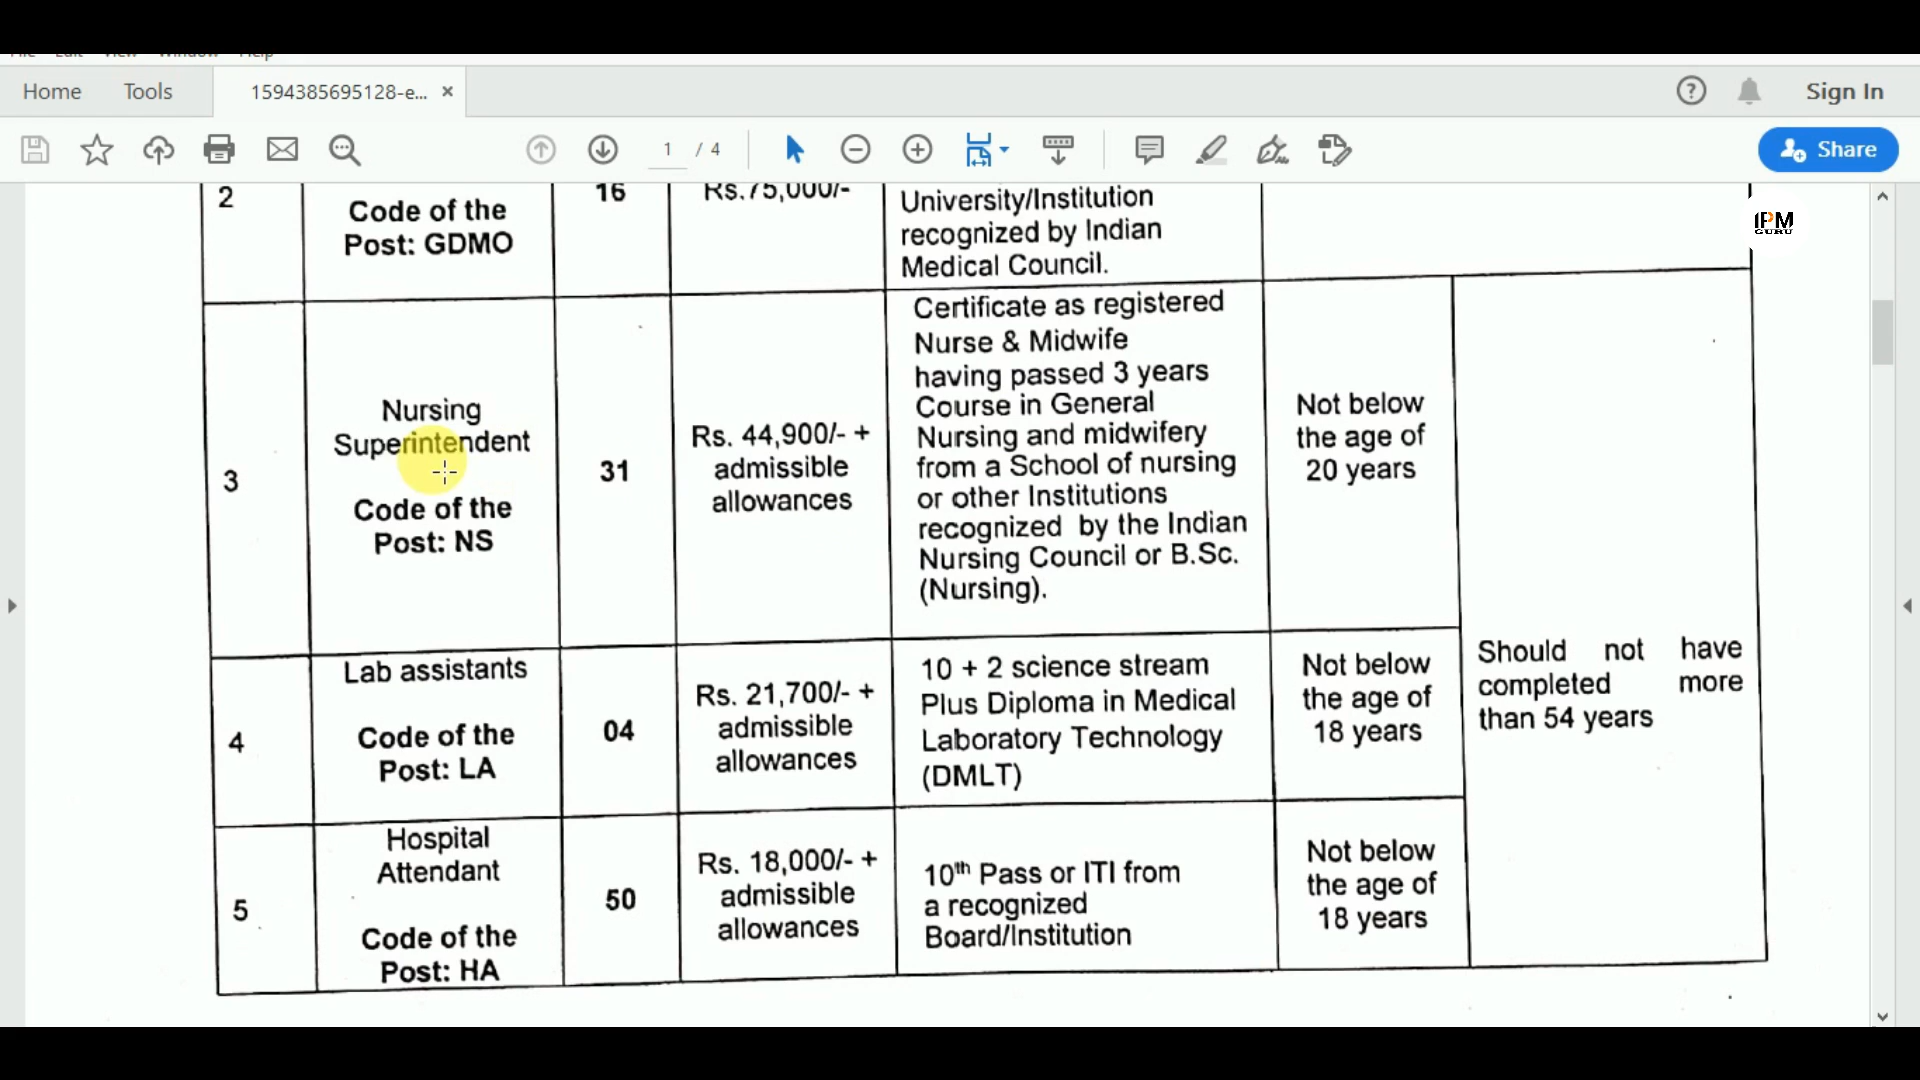 Home
Tools
1594385695128-e...
Sign In
1 / 4
Share
2
Code of the
Post: GDMO
16
Rs.75,000/-
University/Institution
recognized by Indian
Medical Council.
IPM
GURU
3
Nursing
Superintendent
Code of the
Post: NS
31
Rs. 44,900/- +
admissible
allowances
Certificate as registered
Nurse & Midwife
having passed 3 years
Course in General
Nursing and midwifery
from a School of nursing
or other Institutions
recognized by the Indian
Nursing Council or B.Sc.
(Nursing).
Not below
the age of
20 years
Should not have
completed more
than 54 years
4
Lab assistants
Code of the
Post: LA
04
Rs. 21,700/- +
admissible
allowances
10 + 2 science stream
Plus Diploma in Medical
Laboratory Technology
(DMLT)
Not below
the age of
18 years
5
Hospital
Attendant
Code of the
Post: HA
50
Rs. 18,000/- +
admissible
allowances
10th Pass or ITI from
a recognized
Board/Institution
Not below
the age of
18 years